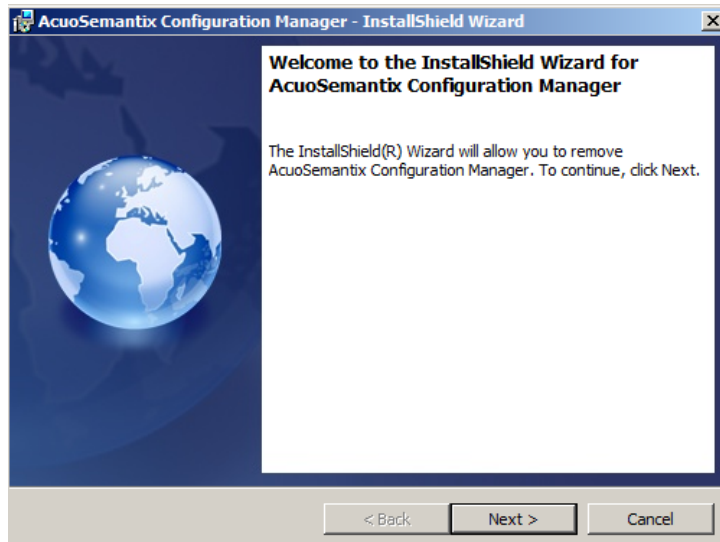 AcuoSemantix Configuration Manager - InstallShield Wizard
Welcome to the InstallShield Wizard for
AcuoSemantix Configuration Manager
The InstallShield(R) Wizard will allow you to remove
AcuoSemantix Configuration Manager. To continue, click Next.
< Back
Next >
Cancel